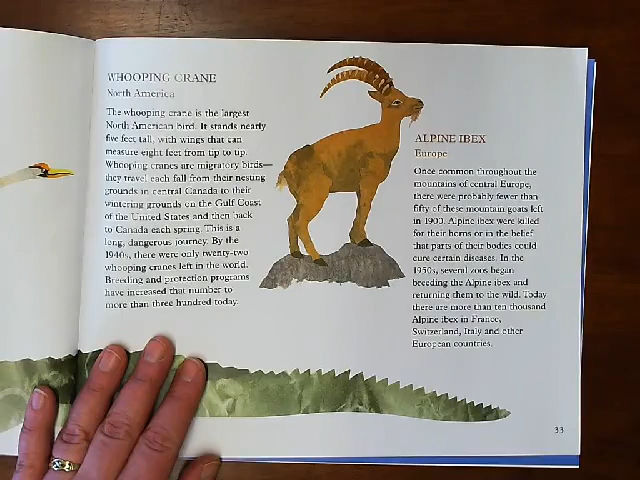 WHOOPING CRANE
North America
The whooping crane is the largest
North American bird. It stands nearly
five feet tall, with wings that can
measure eight feet from tip to tip.
Whooping cranes are migratory birds—
they travel each fall from their nesting
grounds in central Canada to their
wintering grounds on the Gulf Coast
of the United States and then back
to Canada each spring. This is a
long, dangerous journey. By the
1940s, there were only twenty-two
whooping cranes left in the world.
Breeding and protection programs
have increased that number to
more than three hundred today.
ALPINE IBEX
Europe
Once common throughout the
mountains of central Europe,
there were probably fewer than
fifty of these mountain goats left
in 1900. Alpine ibex were killed
for their horns or in the belief
that parts of their bodies could
cure certain diseases. In the
1950s, several zoos began
breeding the Alpine ibex and
returning them to the wild. Today
there are more than ten thousand
Alpine ibex in France,
Switzerland, Italy and other
European countries.
33